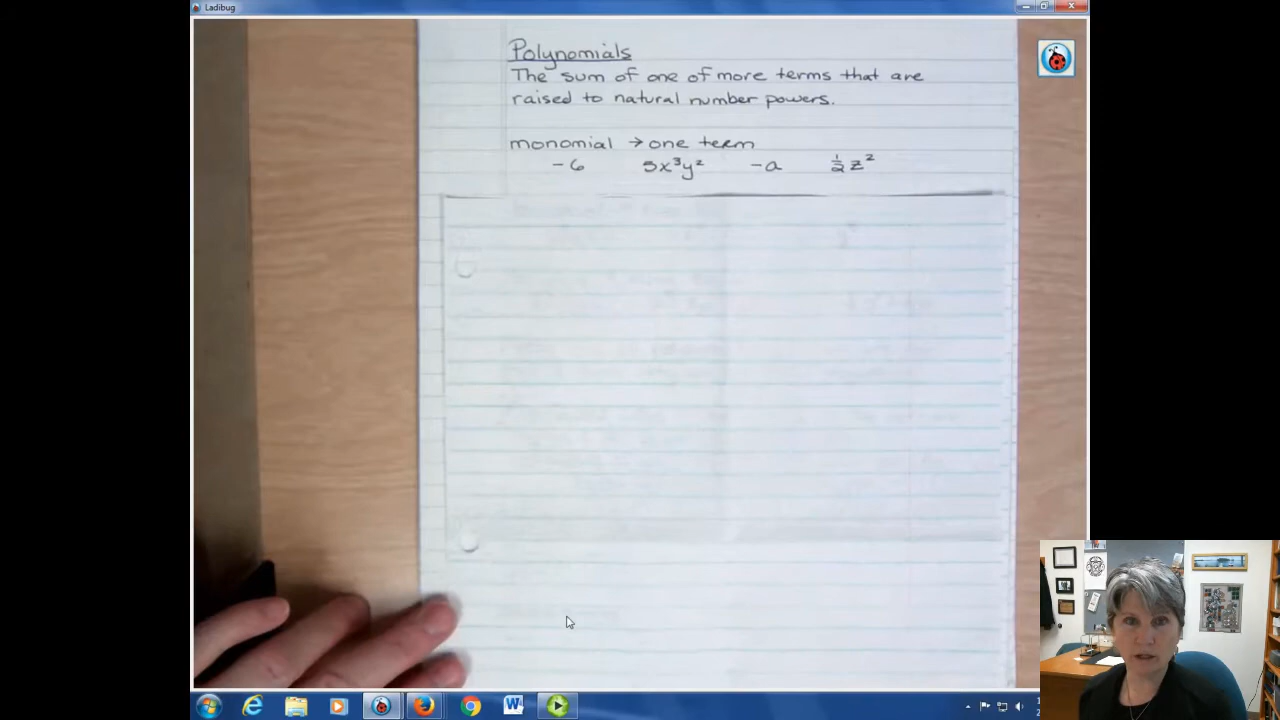 Ladibug
Polynomials
The sum of one of more terms that are
raised to natural number powers.
monomial → one term
-6 5x³y² -a ½z²